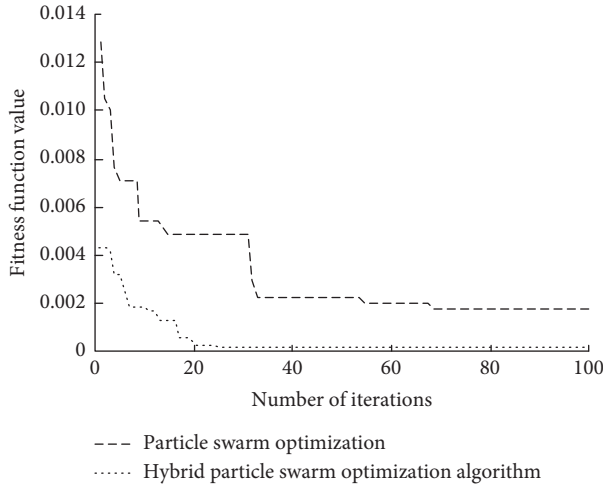 0.014
0.012
0.010
0.008
0.006
0.004
0.002
0
Fitness function value
0 20 40 60 80 100
Number of iterations
Particle swarm optimization
Hybrid particle swarm optimization algorithm